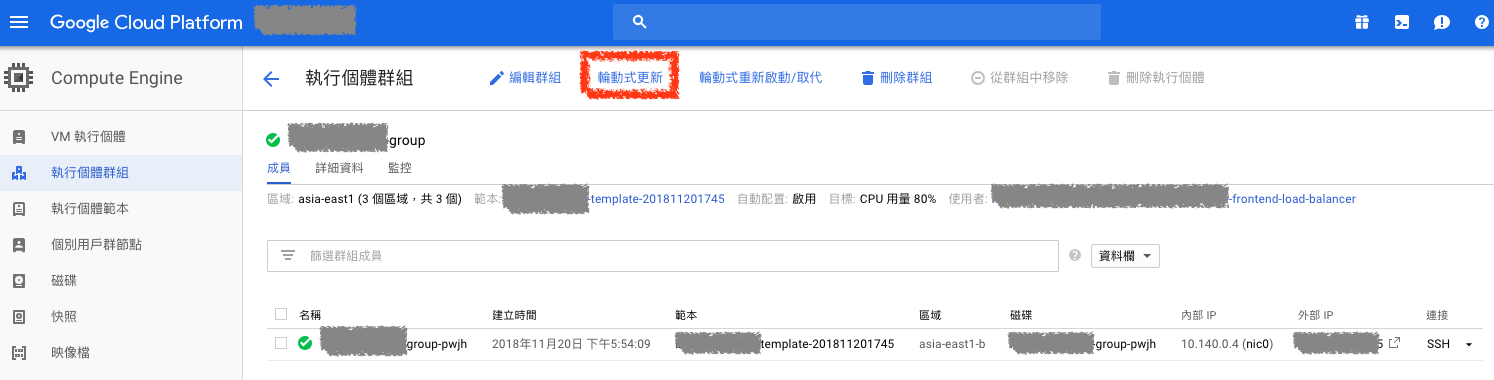 Google Cloud Platform
Compute Engine
執行個體群組 編輯群組 輪動式更新 輪動式重新啟動/取代 刪除群組 從群組中移除 刪除執行個體
VM 執行個體
執行個體群組
執行個體範本
個別用戶群節點
磁碟
快照
映像檔
group
成員 詳細資料 監控
區域: asia-east1 (3 個區域，共 3 個) 範本: -template-201811201745 自動配置: 啟用 目標: CPU 用量 80% 使用者: -frontend-load-balancer
篩選群組成員 資料欄
名稱 建立時間 範本 區域 磁碟 內部 IP 外部 IP 連接
group-pwjh 2018年11月20日 下午5:54:09 template-201811201745 asia-east1-b -group-pwjh 10.140.0.4 (nic0) 5 SSH